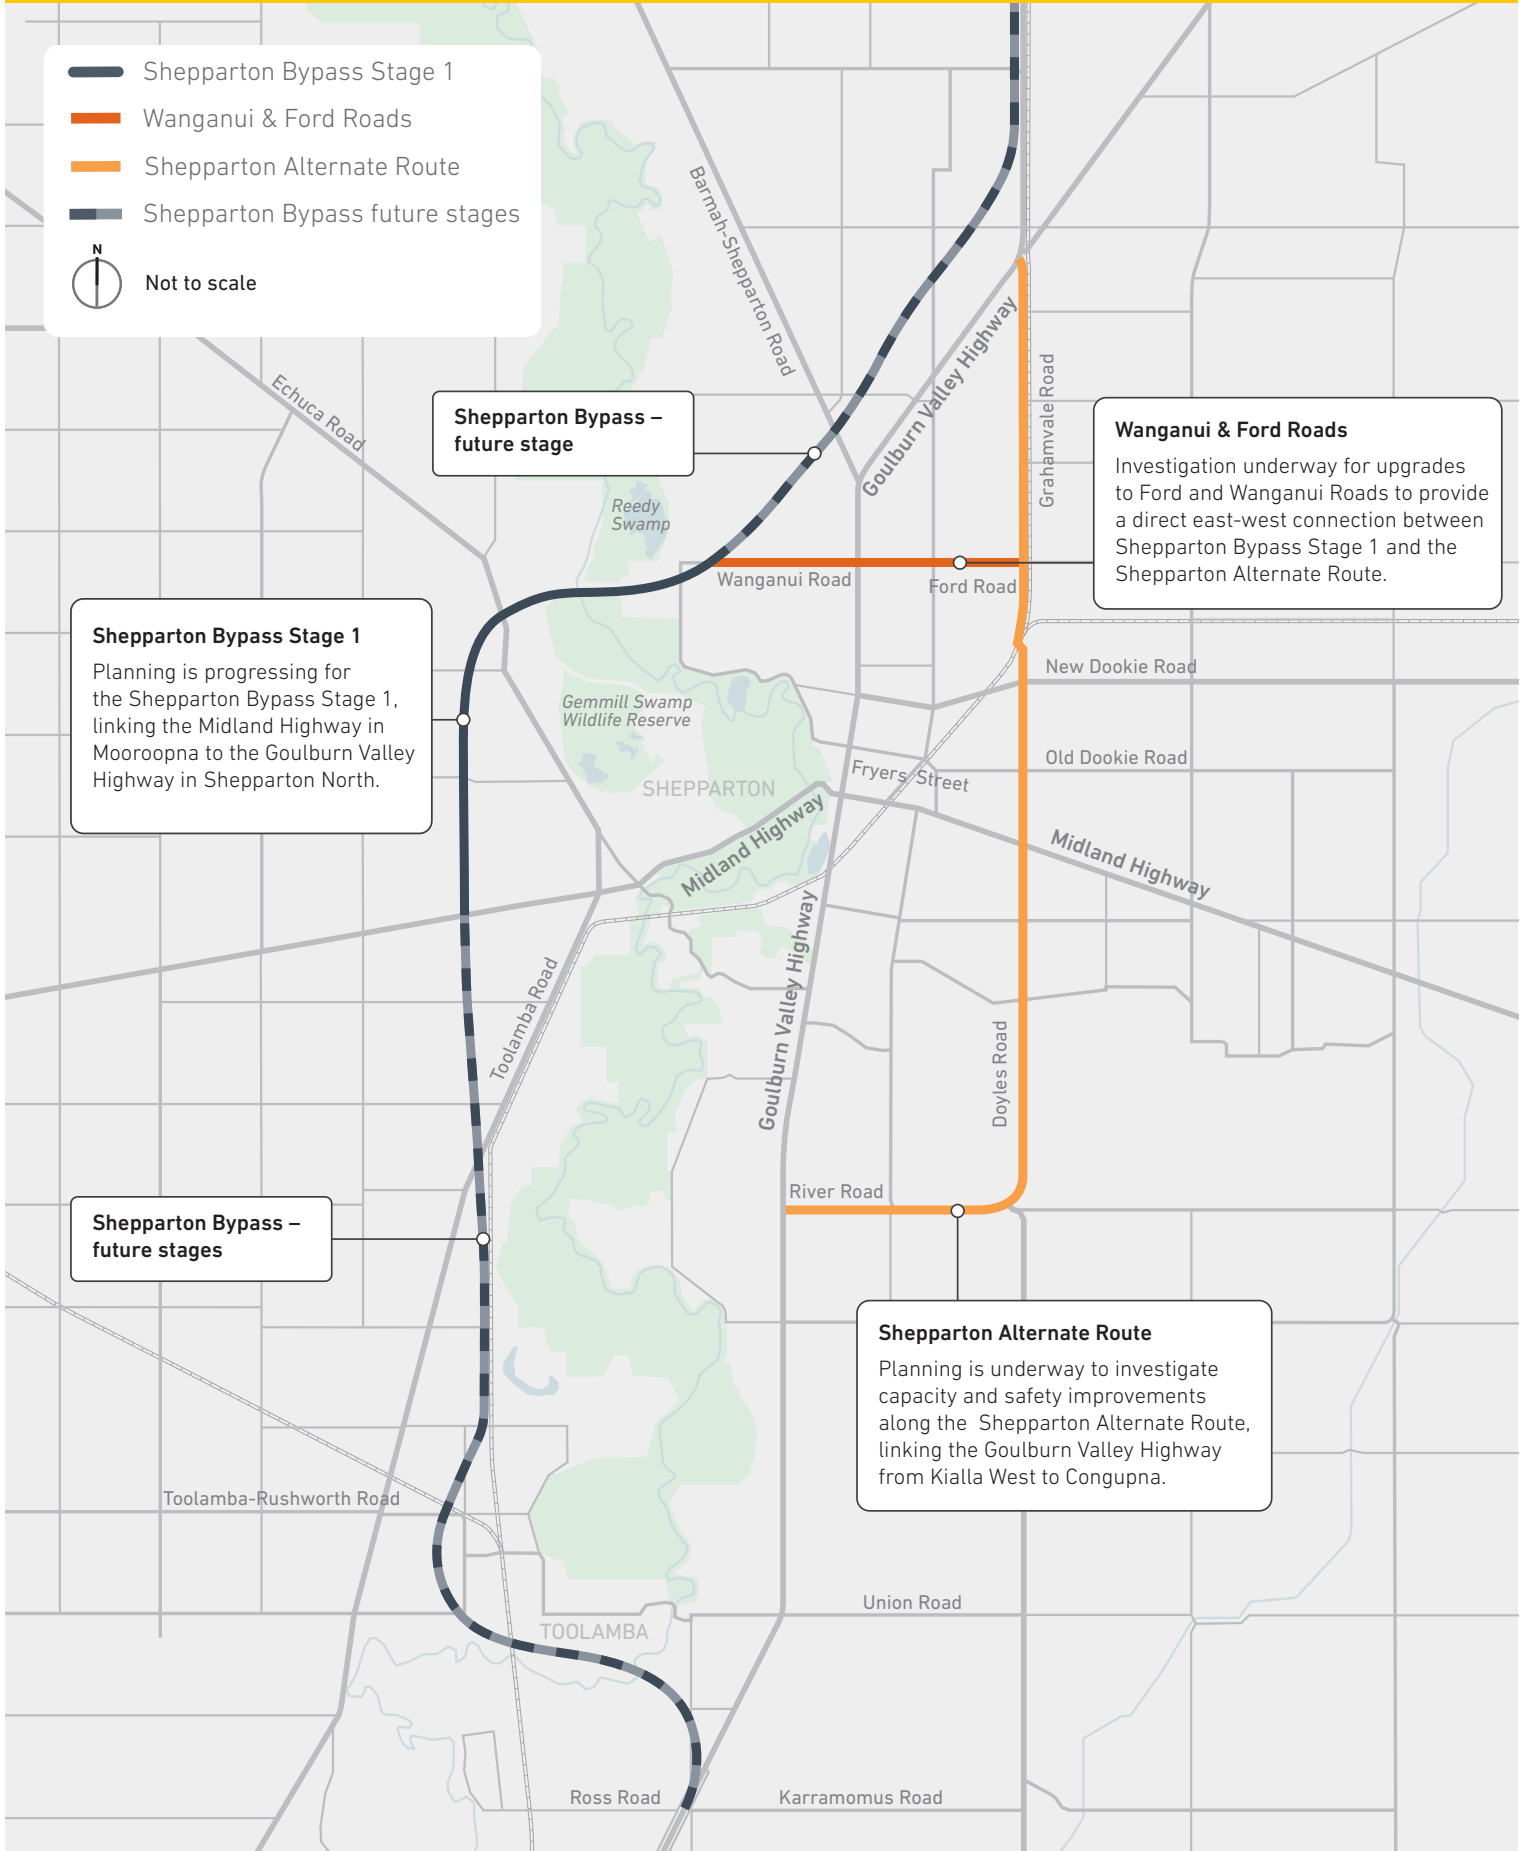 Shepparton Bypass Stage 1
Wanganui & Ford Roads
Shepparton Alternate Route
Shepparton Bypass future stages
N
Not to scale
Barmah-Shepparton Road
Echuca Road
Goulburn Valley Highway
Grahamvale Road
Shepparton Bypass –
future stage
Wanganui & Ford Roads
Investigation underway for upgrades
to Ford and Wanganui Roads to provide
a direct east-west connection between
Shepparton Bypass Stage 1 and the
Shepparton Alternate Route.
Reedy
Swamp
Wanganui Road
Ford Road
Shepparton Bypass Stage 1
Planning is progressing for
the Shepparton Bypass Stage 1,
linking the Midland Highway in
Mooroopna to the Goulburn Valley
Highway in Shepparton North.
New Dookie Road
Gemmill Swamp
Wildlife Reserve
Old Dookie Road
Fryers Street
SHEPPARTON
Midland Highway
Midland Highway
Goulburn Valley Highway
Toolamba Road
Doyles Road
River Road
Shepparton Bypass –
future stages
Shepparton Alternate Route
Planning is underway to investigate
capacity and safety improvements
along the  Shepparton Alternate Route,
linking the Goulburn Valley Highway
from Kialla West to Congupna.
Toolamba-Rushworth Road
Union Road
TOOLAMBA
Ross Road
Karramomus Road